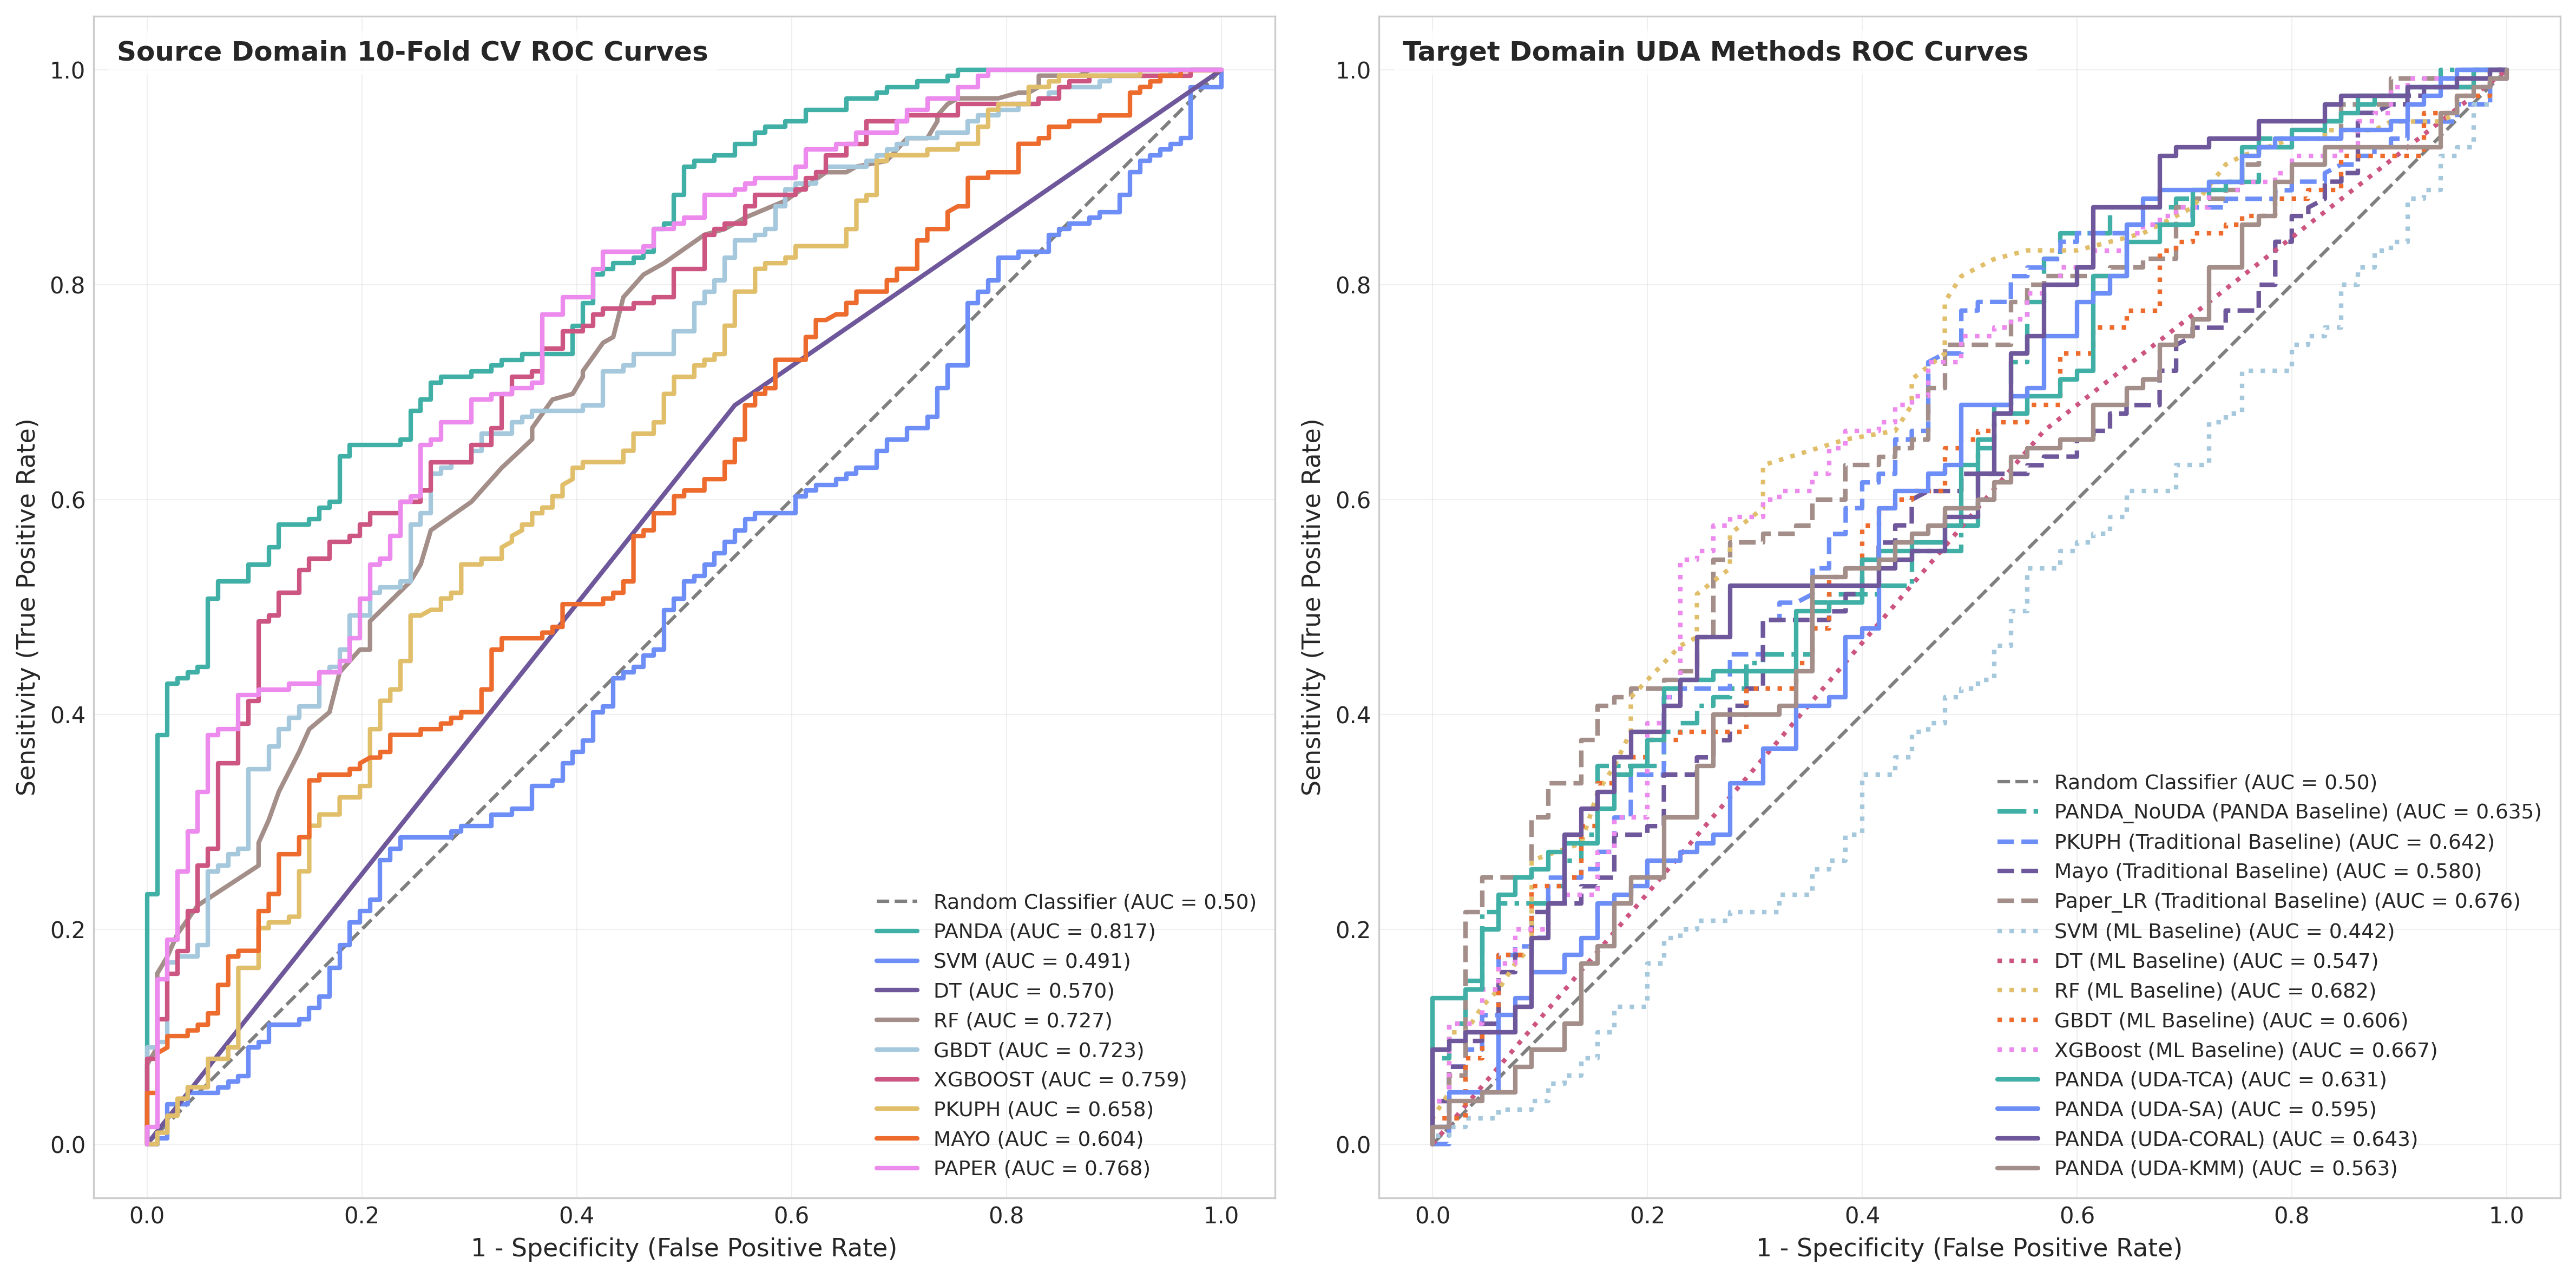 Source Domain 10-Fold CV ROC Curves
Sensitivity (True Positive Rate)
1.0
0.8
0.6
0.4
0.2
0.0
Random Classifier (AUC = 0.50)
PANDA (AUC = 0.817)
SVM (AUC = 0.491)
DT (AUC = 0.570)
RF (AUC = 0.727)
GBDT (AUC = 0.723)
XGBOOST (AUC = 0.759)
PKUPH (AUC = 0.658)
MAYO (AUC = 0.604)
PAPER (AUC = 0.768)
0.0 0.2 0.4 0.6 0.8 1.0
1 - Specificity (False Positive Rate)
Target Domain UDA Methods ROC Curves
Sensitivity (True Positive Rate)
1.0
0.8
0.6
0.4
0.2
0.0
Random Classifier (AUC = 0.50)
PANDA_NoUDA (PANDA Baseline) (AUC = 0.635)
PKUPH (Traditional Baseline) (AUC = 0.642)
Mayo (Traditional Baseline) (AUC = 0.580)
Paper_LR (Traditional Baseline) (AUC = 0.676)
SVM (ML Baseline) (AUC = 0.442)
DT (ML Baseline) (AUC = 0.547)
RF (ML Baseline) (AUC = 0.682)
GBDT (ML Baseline) (AUC = 0.606)
XGBoost (ML Baseline) (AUC = 0.667)
PANDA (UDA-TCA) (AUC = 0.631)
PANDA (UDA-SA) (AUC = 0.595)
PANDA (UDA-CORAL) (AUC = 0.643)
PANDA (UDA-KMM) (AUC = 0.563)
0.0 0.2 0.4 0.6 0.8 1.0
1 - Specificity (False Positive Rate)